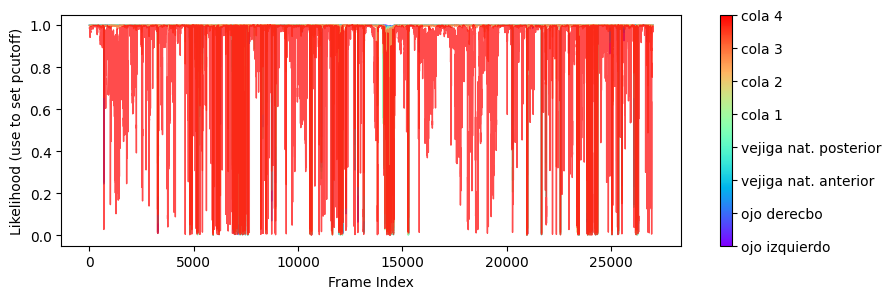 Likelihood (use to set pcutoff)
1.0
0.8
0.6
0.4
0.2
0.0
0
5000
10000
15000
20000
25000
Frame Index
cola 4
cola 3
cola 2
cola 1
vejiga nat. posterior
vejiga nat. anterior
ojo derecbo
ojo izquierdo